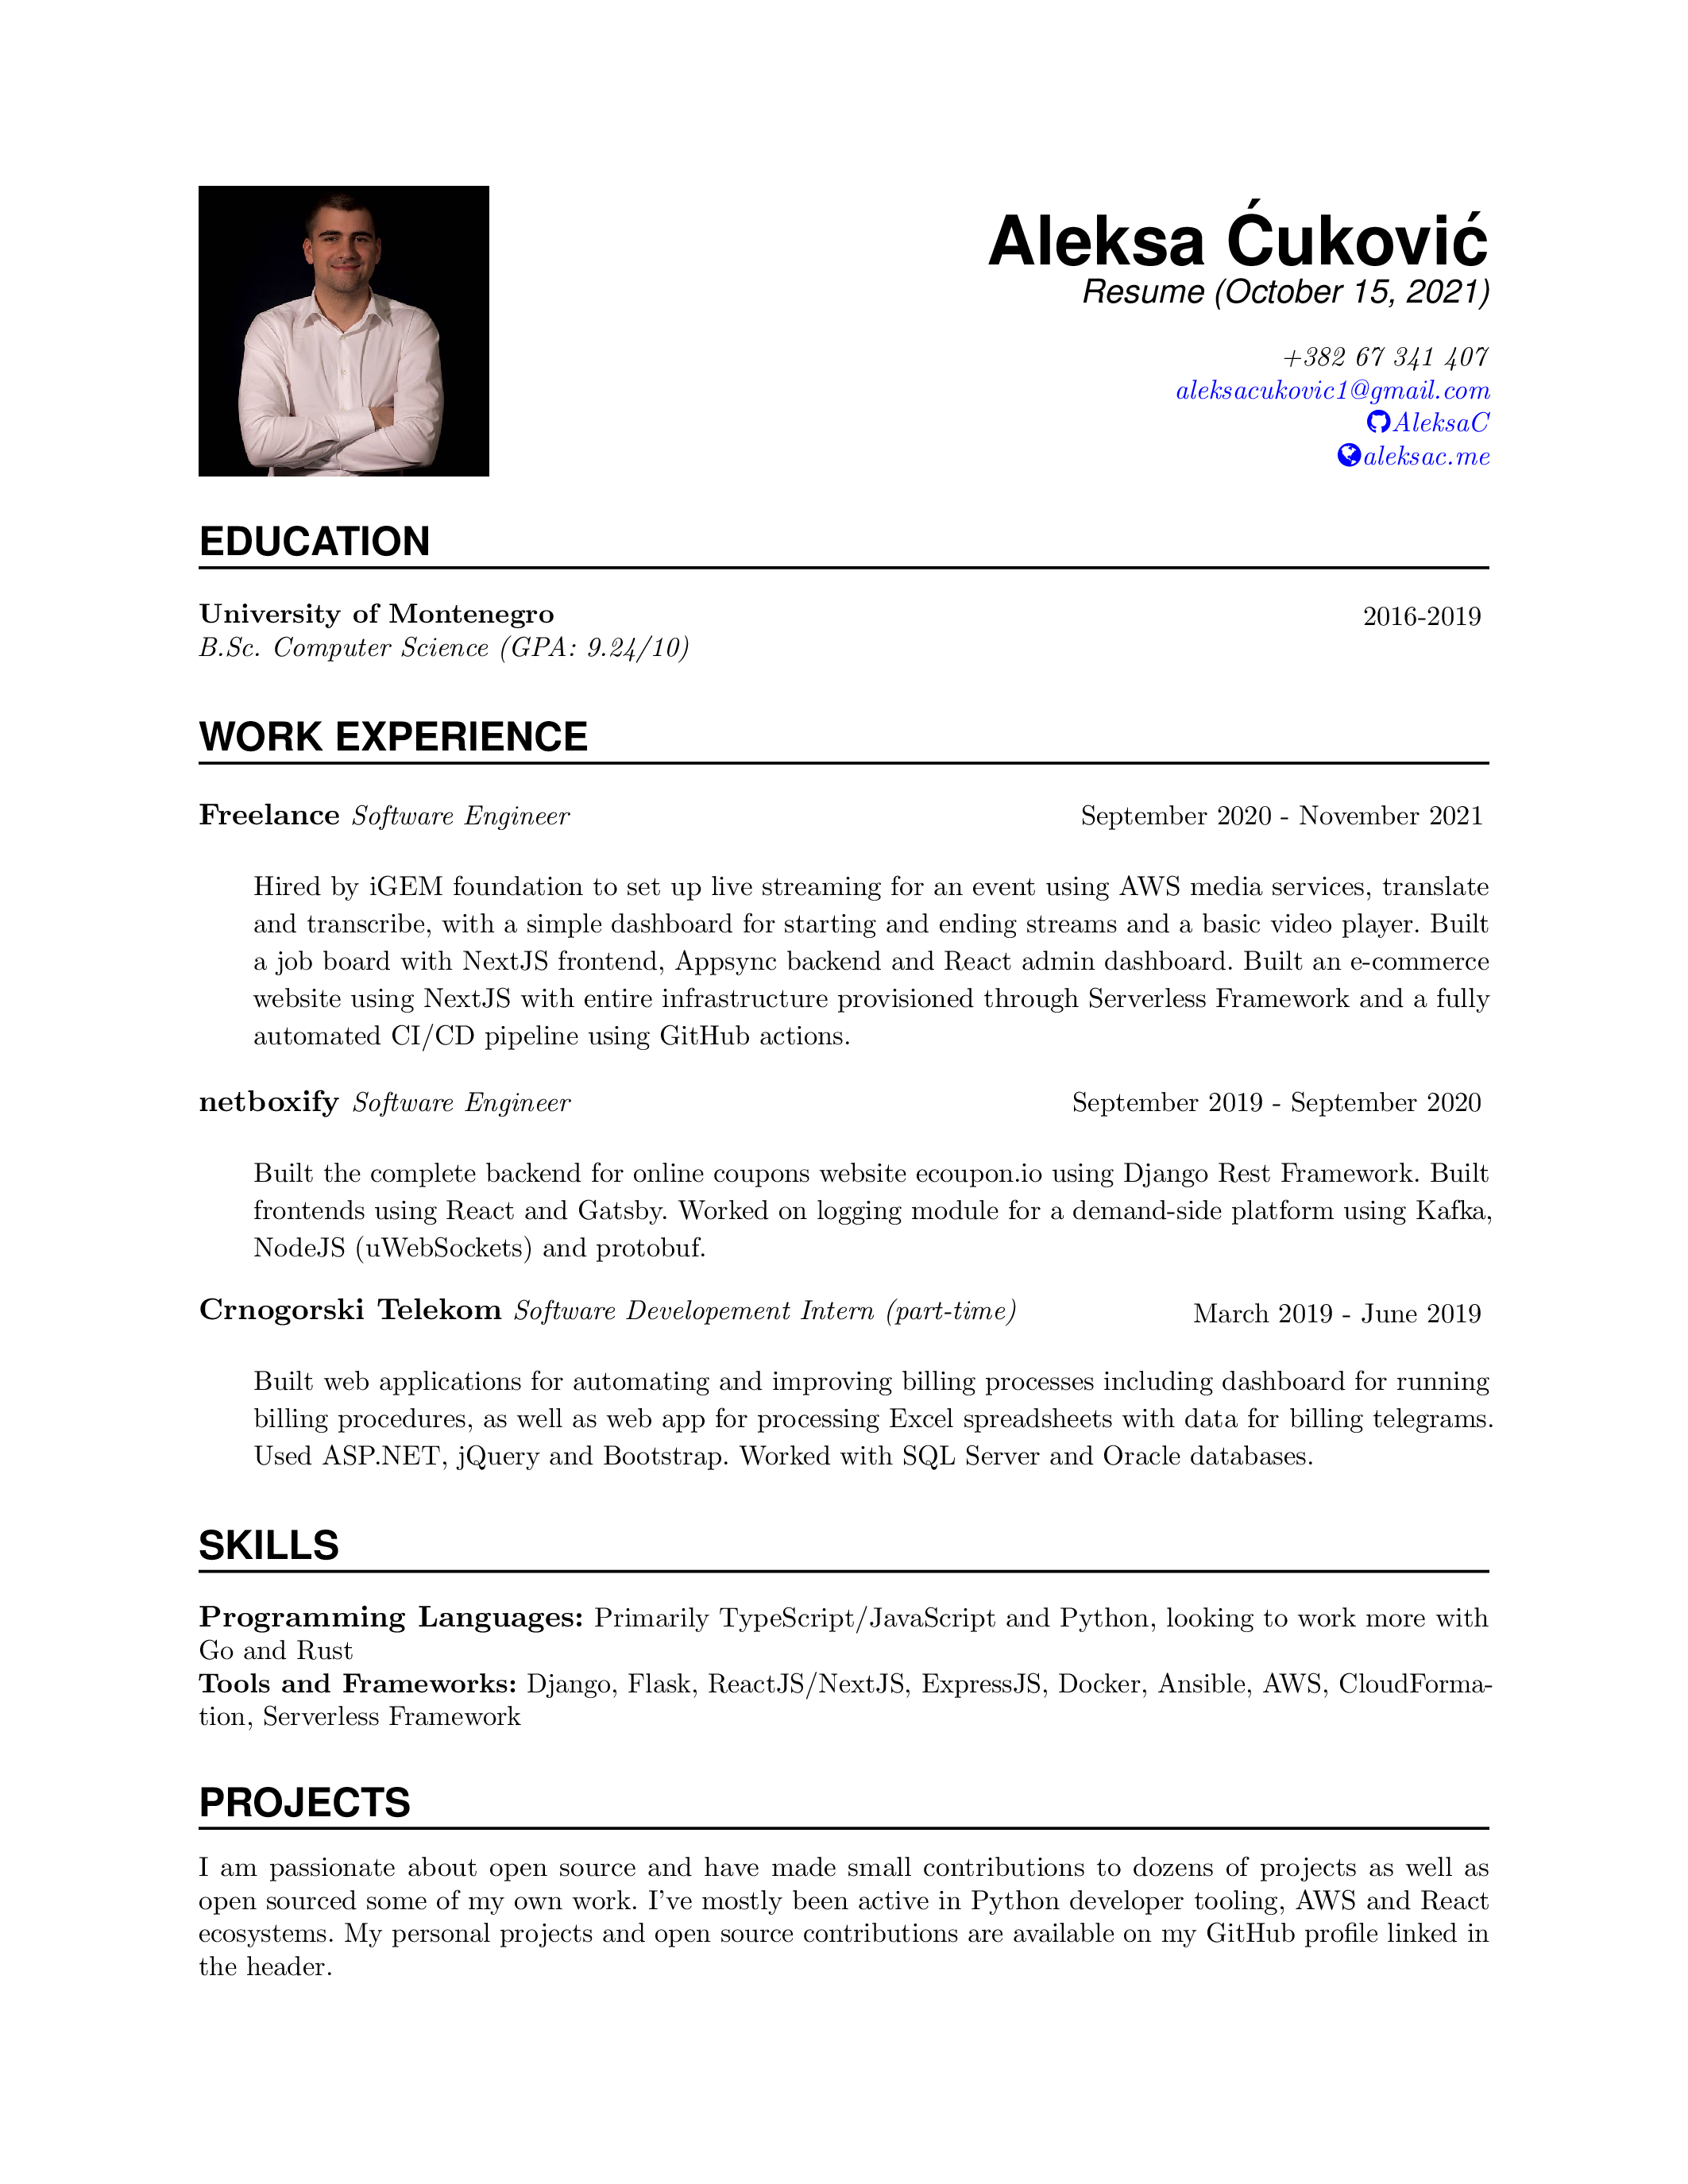 Aleksa Ćuković
Resume (October 15, 2021)
+382 67 341 407
aleksacukovic1@gmail.com
AleksaC
aleksac.me
EDUCATION
University of Montenegro 2016-2019
B.Sc. Computer Science (GPA: 9.24/10)
WORK EXPERIENCE
Freelance Software Engineer September 2020 - November 2021
Hired by iGEM foundation to set up live streaming for an event using AWS media services, translate
and transcribe, with a simple dashboard for starting and ending streams and a basic video player. Built
a job board with NextJS frontend, Appsync backend and React admin dashboard. Built an e-commerce
website using NextJS with entire infrastructure provisioned through Serverless Framework and a fully
automated CI/CD pipeline using GitHub actions.
netboxify Software Engineer September 2019 - September 2020
Built the complete backend for online coupons website ecoupon.io using Django Rest Framework. Built
frontends using React and Gatsby. Worked on logging module for a demand-side platform using Kafka,
NodeJS (uWebSockets) and protobuf.
Crnogorski Telekom Software Developement Intern (part-time) March 2019 - June 2019
Built web applications for automating and improving billing processes including dashboard for running
billing procedures, as well as web app for processing Excel spreadsheets with data for billing telegrams.
Used ASP.NET, jQuery and Bootstrap. Worked with SQL Server and Oracle databases.
SKILLS
Programming Languages: Primarily TypeScript/JavaScript and Python, looking to work more with
Go and Rust
Tools and Frameworks: Django, Flask, ReactJS/NextJS, ExpressJS, Docker, Ansible, AWS, CloudForma-
tion, Serverless Framework
PROJECTS
I am passionate about open source and have made small contributions to dozens of projects as well as
open sourced some of my own work. I've mostly been active in Python developer tooling, AWS and React
ecosystems. My personal projects and open source contributions are available on my GitHub profile linked in
the header.